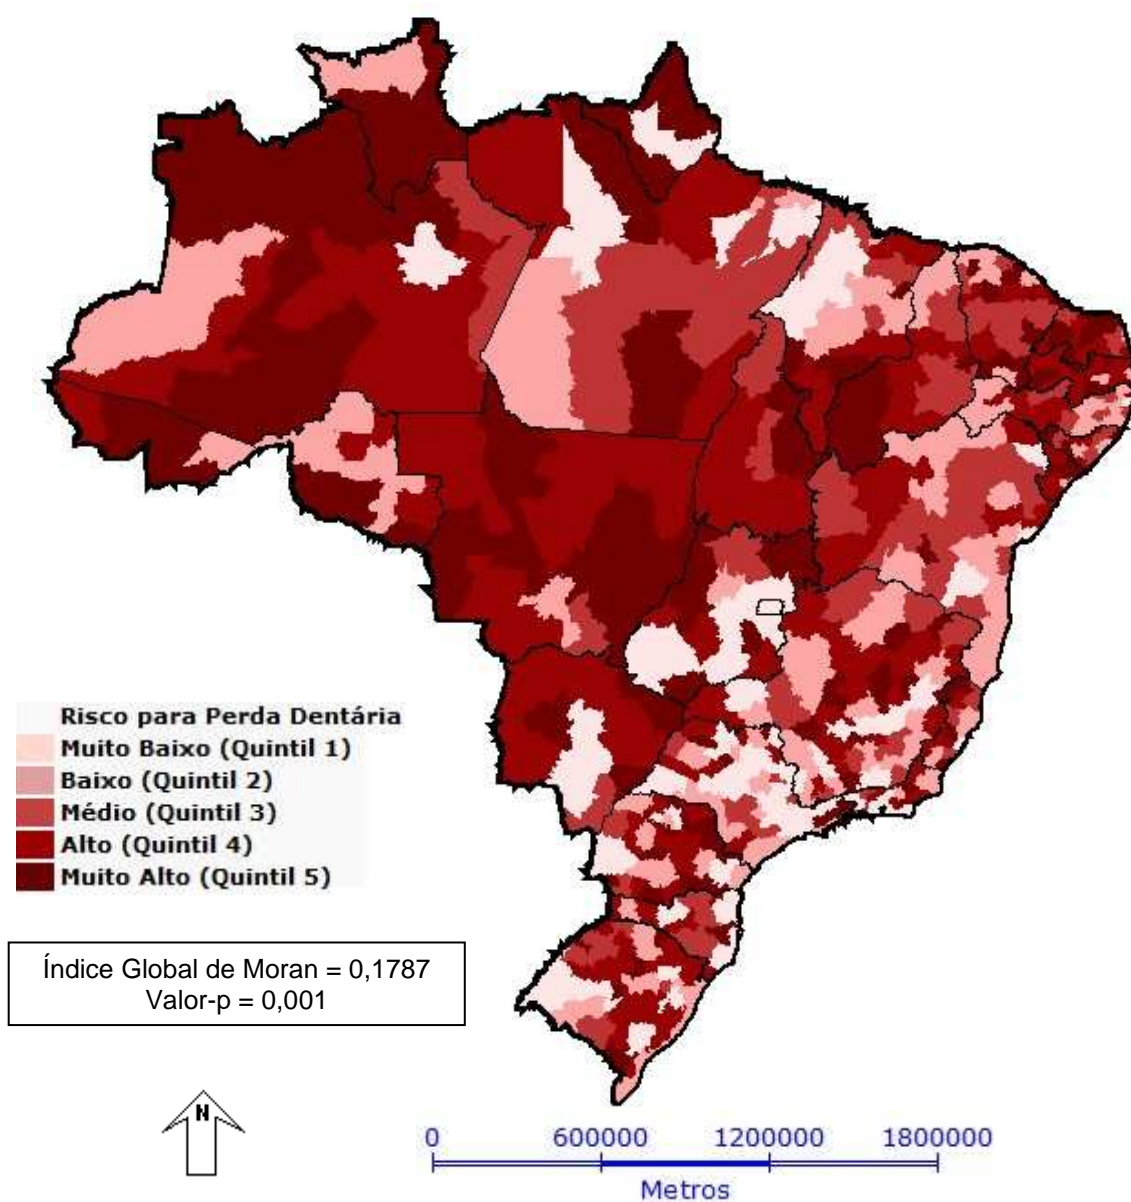 Risco para Perda Dentária
Muito Baixo (Quintil 1)
Baixo (Quintil 2)
Médio (Quintil 3)
Alto (Quintil 4)
Muito Alto (Quintil 5)
Índice Global de Moran = 0,1787
Valor-p = 0,001
N
0 600000 1200000 1800000
Metros